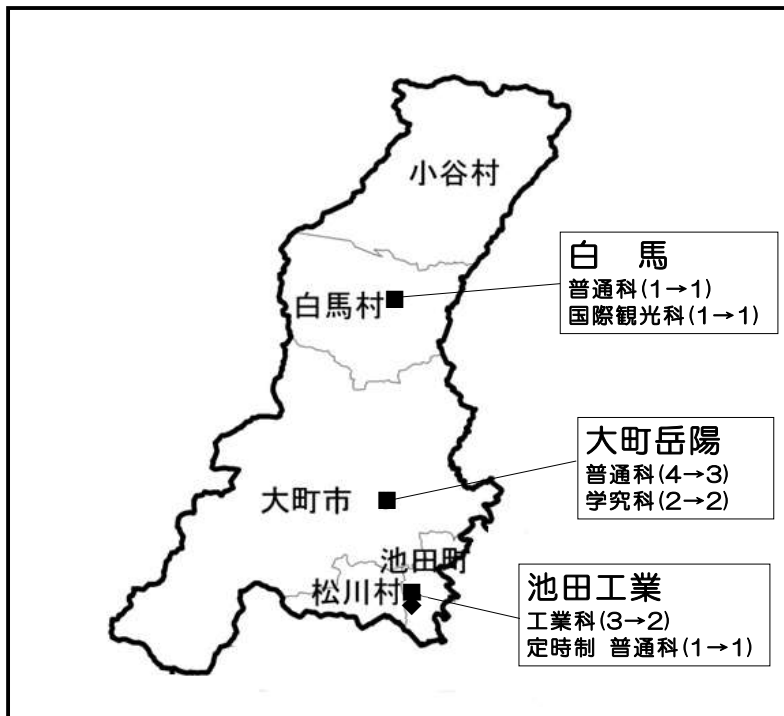 小谷村
白　馬
普通科(1→1)
国際観光科(1→1)
白馬村
大町岳陽
普通科(4→3)
学究科(2→2)
大町市
池田町
松川村
池田工業
工業科(3→2)
定時制 普通科(1→1)